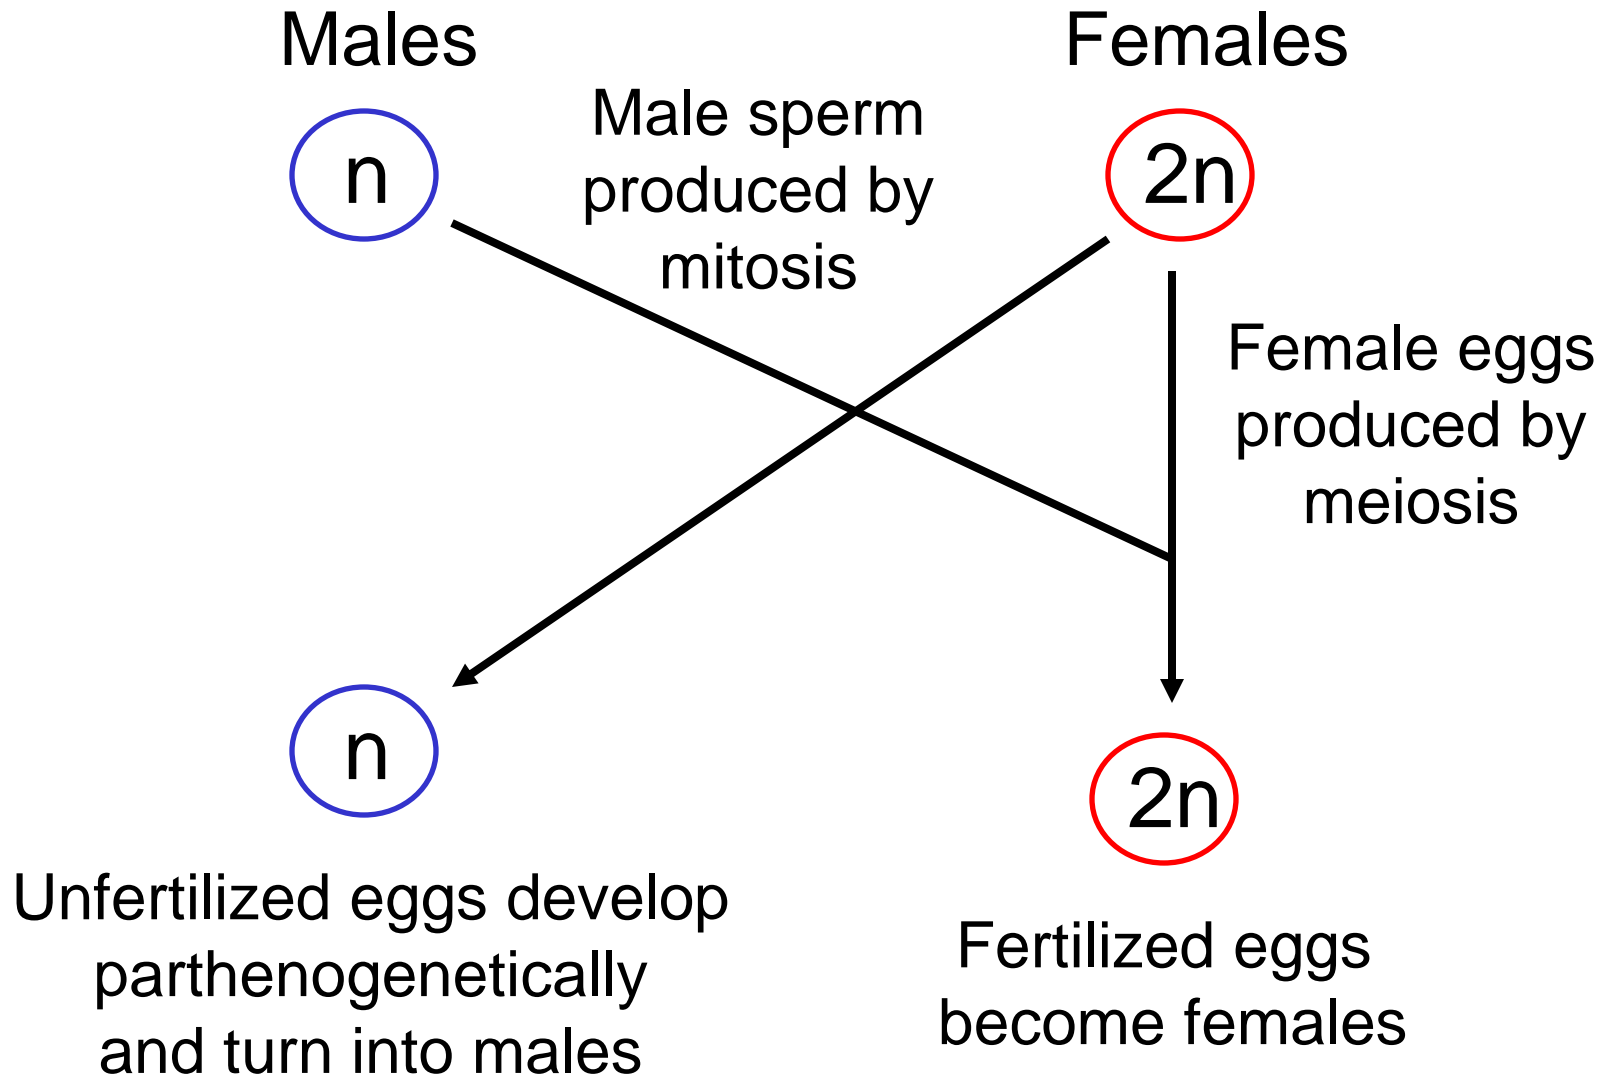 Males
Females
n
Male sperm
produced by
mitosis
2n
Female eggs
produced by
meiosis
n
2n
Unfertilized eggs develop
parthenogenetically
and turn into males
Fertilized eggs
become females